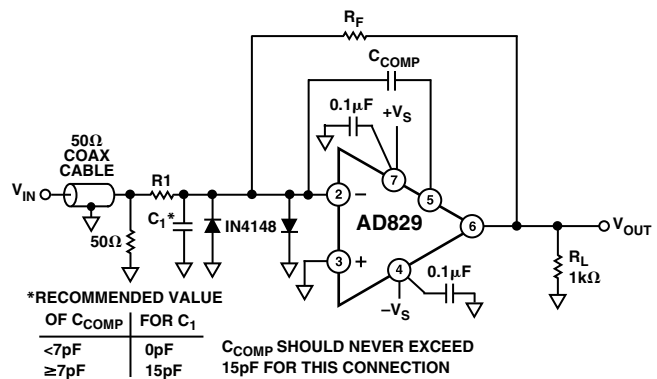 R_F
C_COMP
0.1μF
+V_S
50Ω
COAX
CABLE
V_IN
R1
C_1*
IN4148
50Ω
2
−
7
5
AD829
6
3
+
4
0.1μF
−V_S
V_OUT
R_L
1kΩ
*RECOMMENDED VALUE
OF C_COMP FOR C_1
<7pF 0pF
≥7pF 15pF
C_COMP SHOULD NEVER EXCEED
15pF FOR THIS CONNECTION